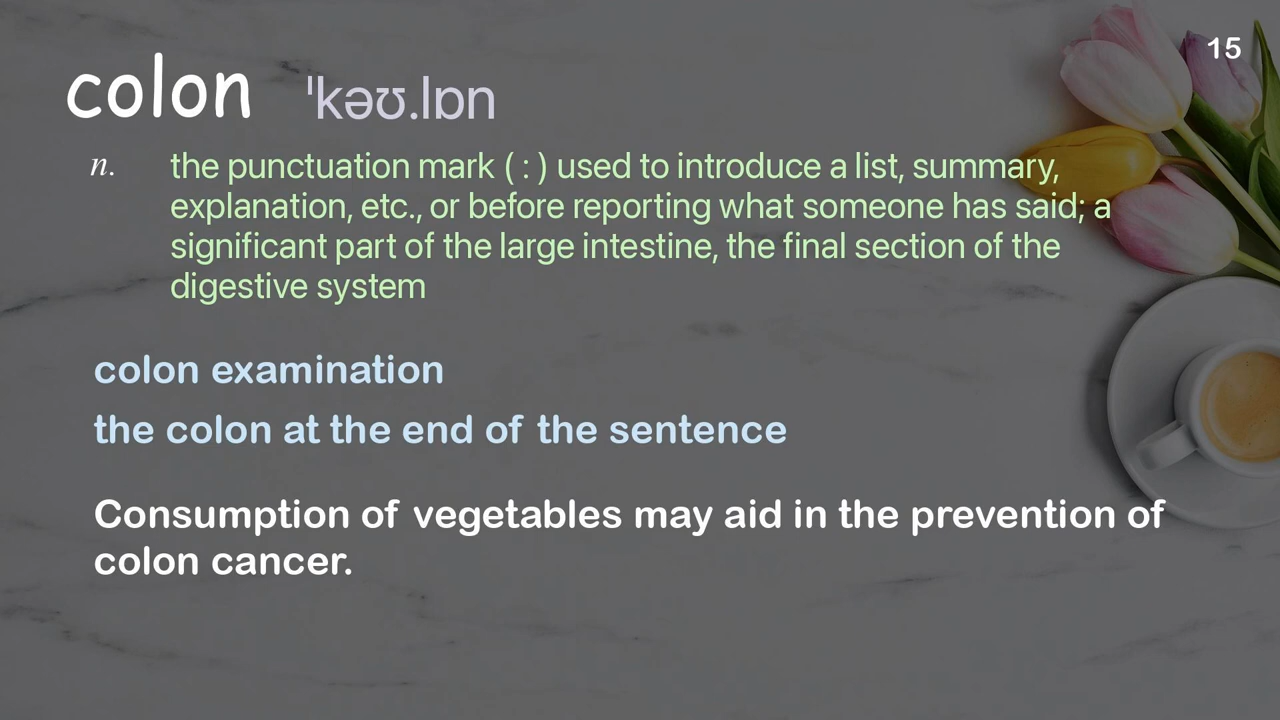 15
colon ˈkəʊ.lɒn
n. the punctuation mark ( : ) used to introduce a list, summary,
explanation, etc., or before reporting what someone has said; a
significant part of the large intestine, the final section of the
digestive system
colon examination
the colon at the end of the sentence
Consumption of vegetables may aid in the prevention of
colon cancer.